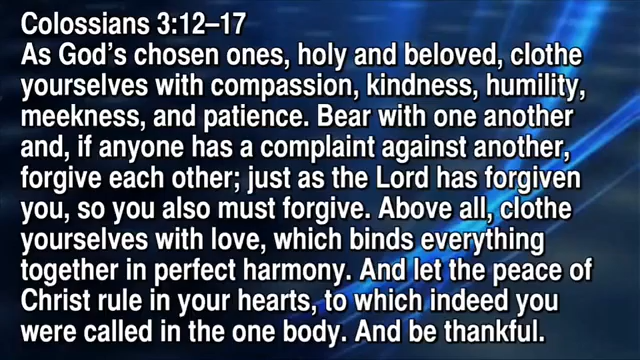 Colossians 3:12–17
As God’s chosen ones, holy and beloved, clothe
yourselves with compassion, kindness, humility,
meekness, and patience. Bear with one another
and, if anyone has a complaint against another,
forgive each other; just as the Lord has forgiven
you, so you also must forgive. Above all, clothe
yourselves with love, which binds everything
together in perfect harmony. And let the peace of
Christ rule in your hearts, to which indeed you
were called in the one body. And be thankful.